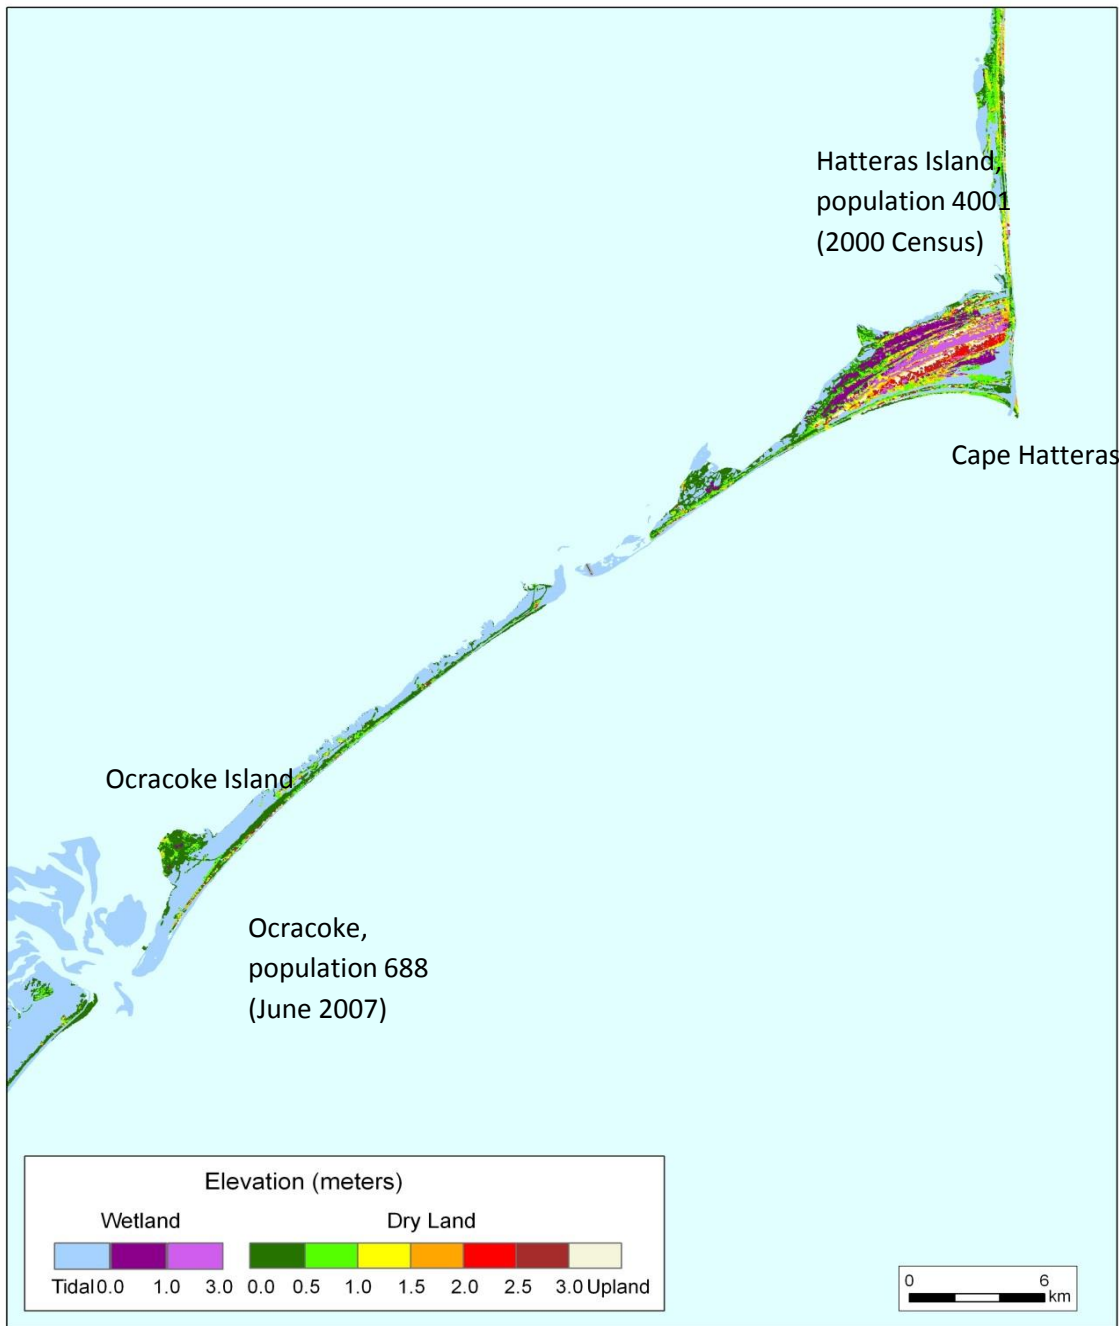 Hatteras Island,
population 4001
(2000 Census)
Cape Hatteras
Ocracoke Island
Ocracoke,
population 688
(June 2007)
Elevation (meters)
Wetland Dry Land
Tidal 0.0 1.0 3.0 0.0 0.5 1.0 1.5 2.0 2.5 3.0 Upland
0 6
km